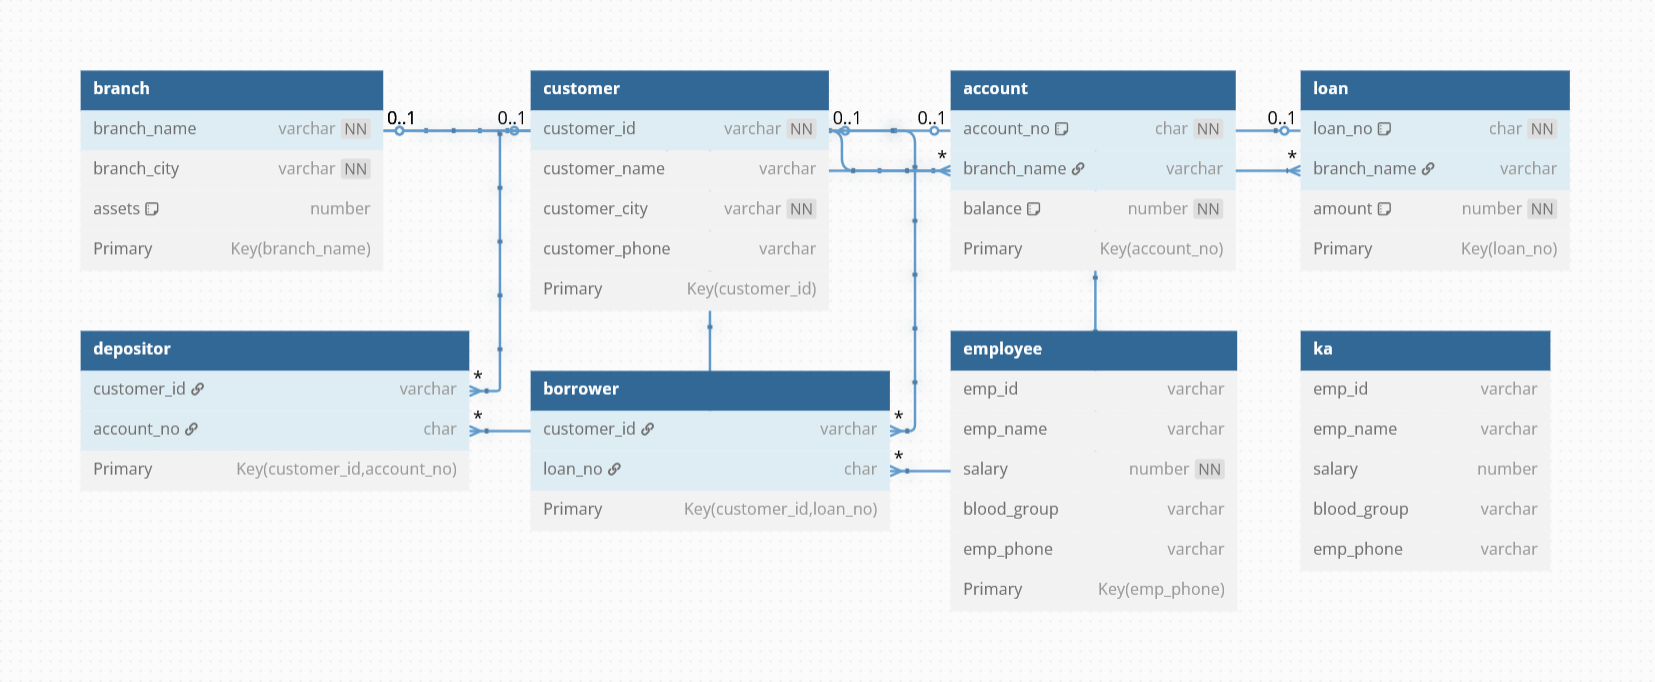 branch
branch_name varchar NN
branch_city varchar NN
assets number
Primary Key(branch_name)
0..1
0..1
customer
customer_id varchar NN
customer_name varchar
customer_city varchar NN
customer_phone varchar
Primary Key(customer_id)
0..1
0..1
*
account
account_no char NN
branch_name varchar
balance number NN
Primary Key(account_no)
0..1
*
loan
loan_no char NN
branch_name varchar
amount number NN
Primary Key(loan_no)
depositor
customer_id varchar
account_no char
Primary Key(customer_id,account_no)
*
*
borrower
customer_id varchar
loan_no char
Primary Key(customer_id,loan_no)
*
*
employee
emp_id varchar
emp_name varchar
salary number NN
blood_group varchar
emp_phone varchar
Primary Key(emp_phone)
ka
emp_id varchar
emp_name varchar
salary number
blood_group varchar
emp_phone varchar